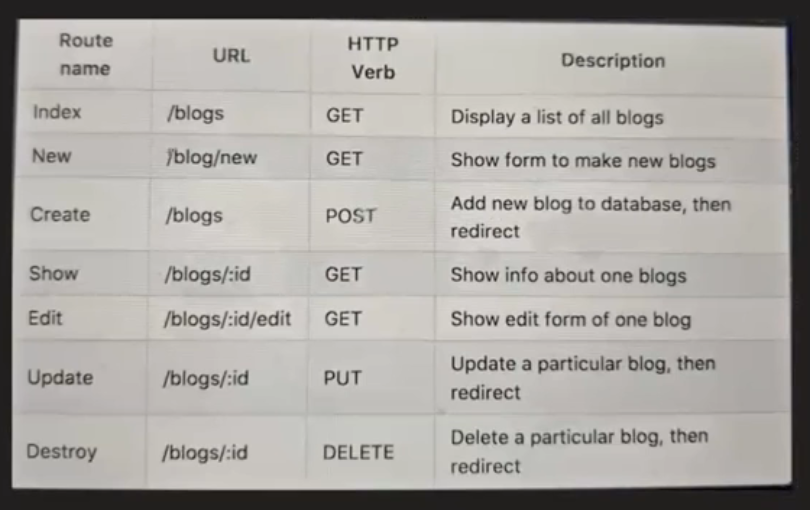 Route name URL HTTP Verb Description
Index /blogs GET Display a list of all blogs
New /blog/new GET Show form to make new blogs
Create /blogs POST Add new blog to database, then redirect
Show /blogs/:id GET Show info about one blogs
Edit /blogs/:id/edit GET Show edit form of one blog
Update /blogs/:id PUT Update a particular blog, then redirect
Destroy /blogs/:id DELETE Delete a particular blog, then redirect